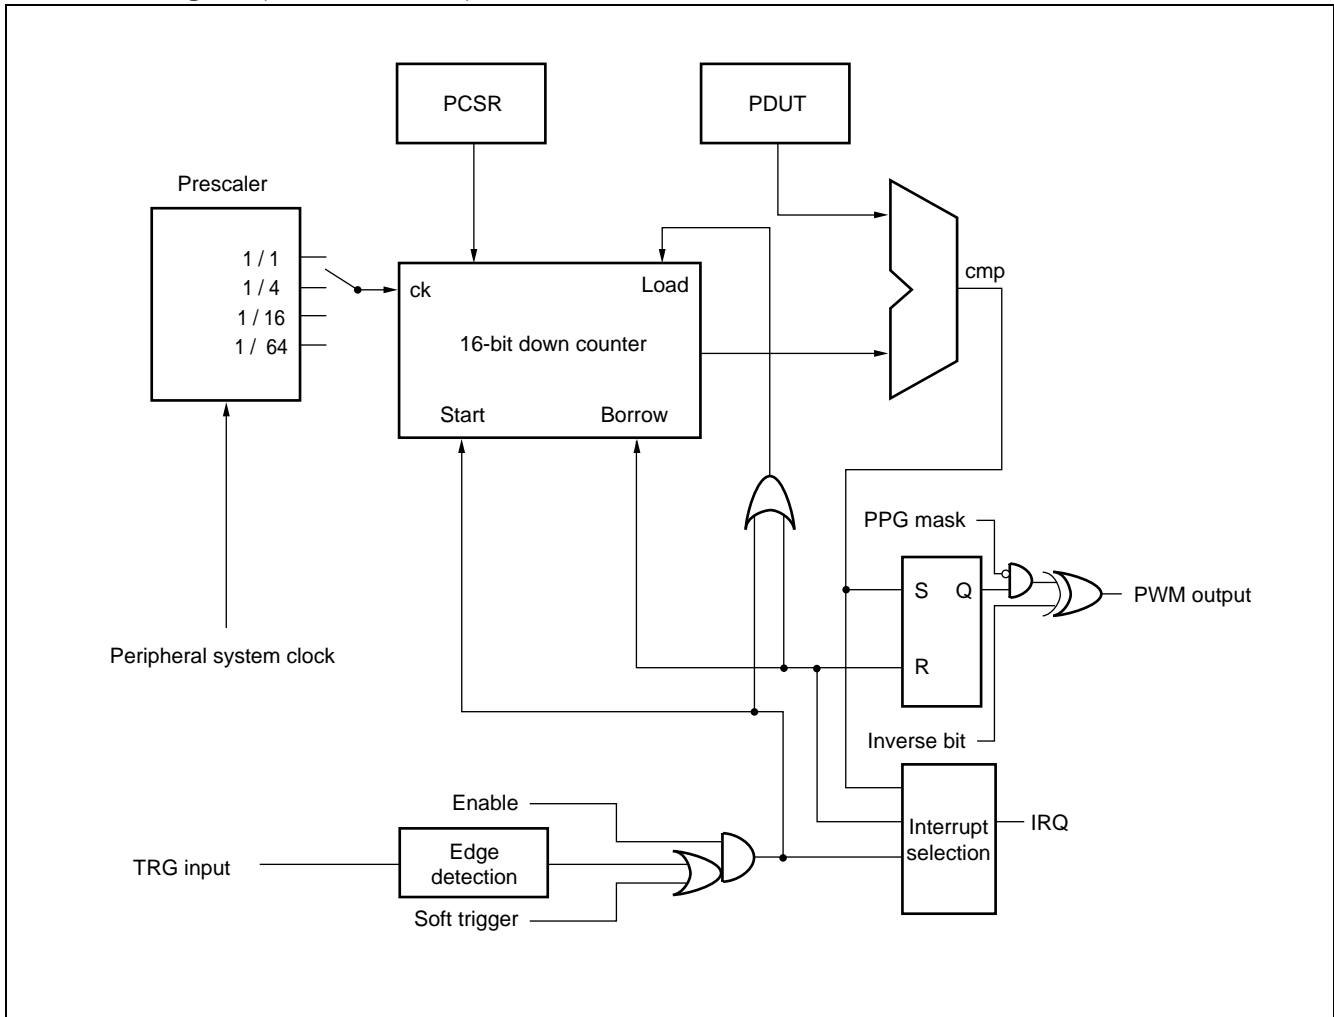 PCSR
PDUT
Prescaler
1 / 1
1 / 4
1 / 16
1 / 64
ck
Load
16-bit down counter
Start
Borrow
cmp
PPG mask
S
Q
PWM output
R
Peripheral system clock
Inverse bit
Enable
Interrupt
selection
IRQ
TRG input
Edge
detection
Soft trigger